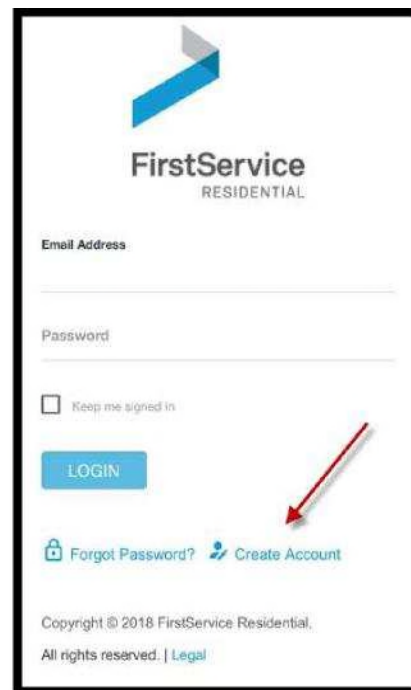 FirstService
RESIDENTIAL
Email Address
Password
Keep me signed in
LOGIN
Forgot Password? Create Account
Copyright © 2018 FirstService Residential,
All rights reserved. | Legal